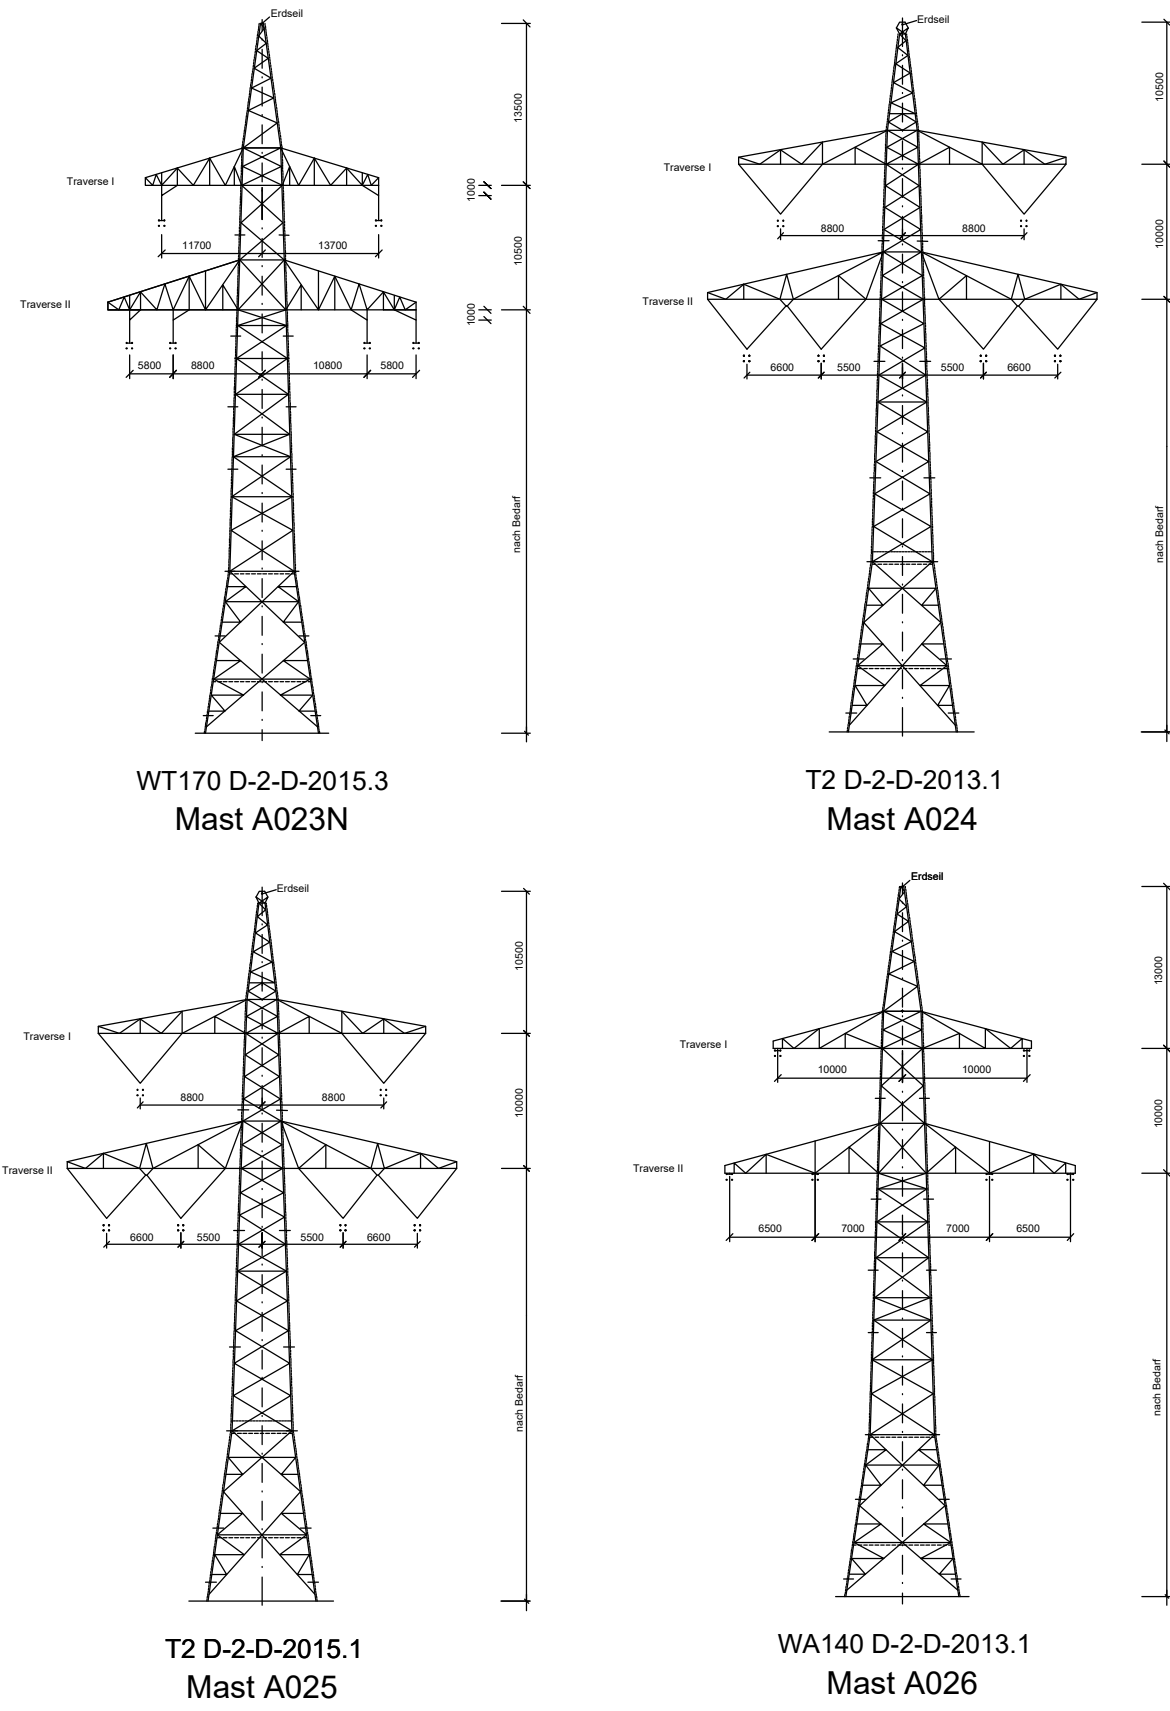 Erdseil
13500
Traverse I
1000
11700
13700
10500
Traverse II
1000
5800
8800
10800
5800
nach Bedarf
WT170 D-2-D-2015.3
Mast A023N
Erdseil
10500
Traverse I
8800
8800
10000
Traverse II
6600
5500
5500
6600
nach Bedarf
T2 D-2-D-2013.1
Mast A024
Erdseil
10500
Traverse I
8800
8800
10000
Traverse II
6600
5500
5500
6600
nach Bedarf
T2 D-2-D-2015.1
Mast A025
Erdseil
13000
Traverse I
10000
10000
10000
Traverse II
6500
7000
7000
6500
nach Bedarf
WA140 D-2-D-2013.1
Mast A026